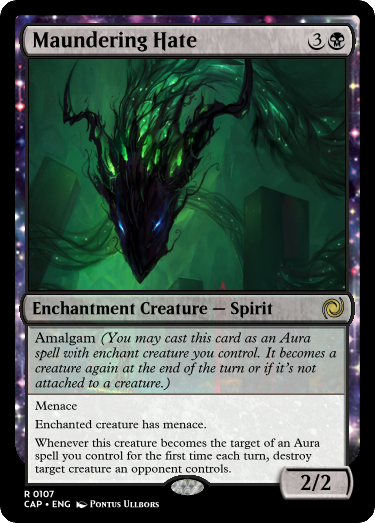 Maundering Hate 3
Enchantment Creature — Spirit
Amalgam (You may cast this card as an Aura
spell with enchant creature you control. It becomes a
creature again at the end of the turn or if it's not
attached to a creature.)
Menace
Enchanted creature has menace.
Whenever this creature becomes the target of an Aura
spell you control for the first time each turn, destroy
target creature an opponent controls.
2/2
R 0107
CAP • ENG Pontus Ullbors